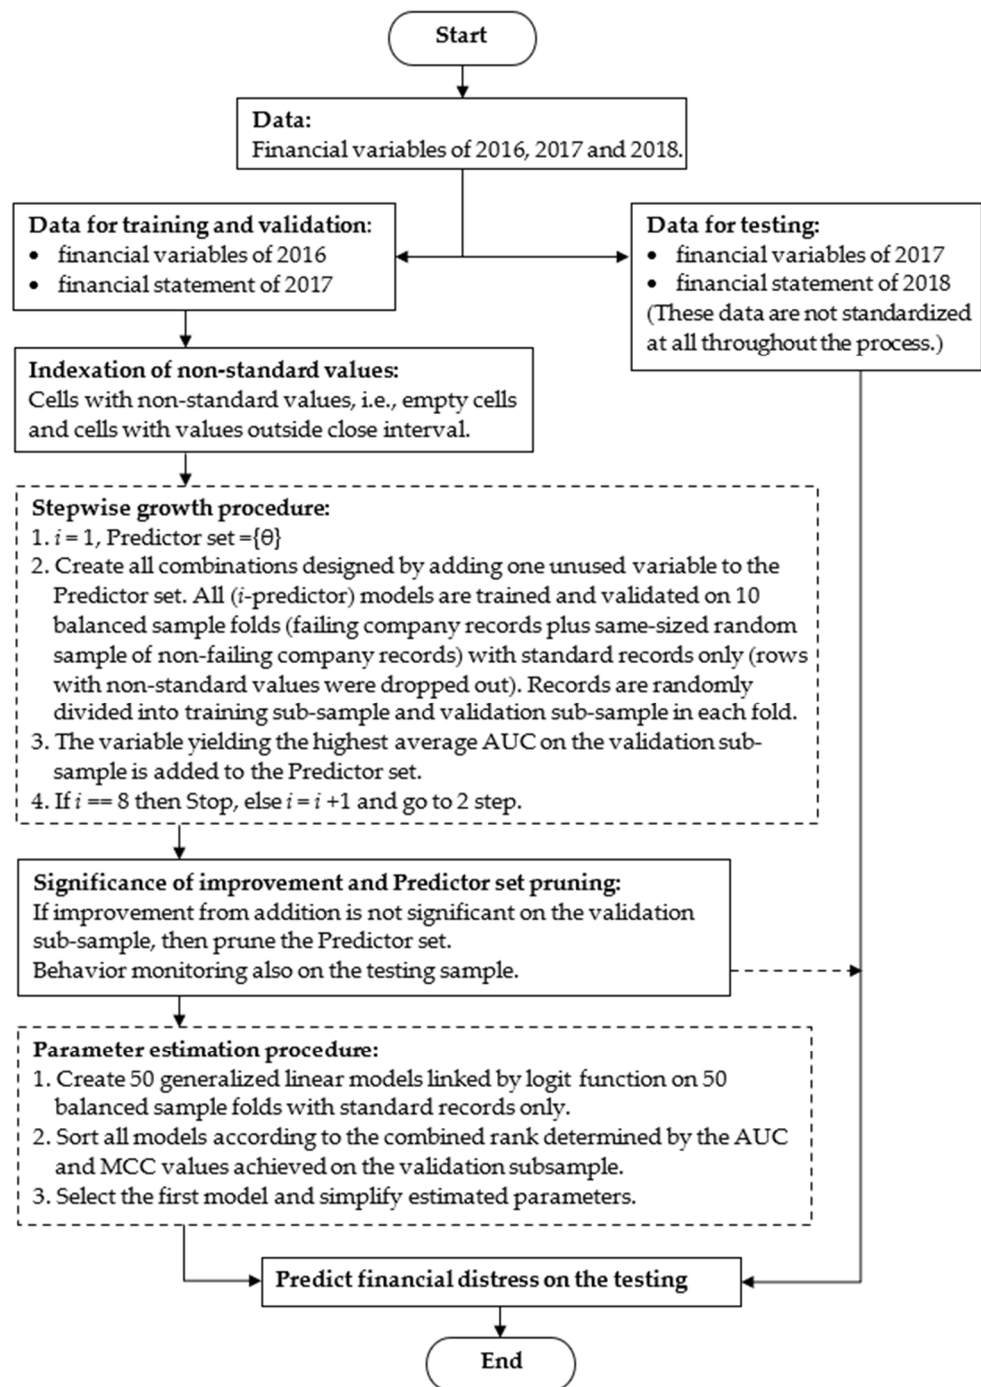 Start
Data:
Financial variables of 2016, 2017 and 2018.
Data for training and validation:
• financial variables of 2016
• financial statement of 2017
Data for testing:
• financial variables of 2017
• financial statement of 2018
(These data are not standardized
at all throughout the process.)
Indexation of non-standard values:
Cells with non-standard values, i.e., empty cells
and cells with values outside close interval.
Stepwise growth procedure:
1. i = 1, Predictor set ={θ}
2. Create all combinations designed by adding one unused variable to the
Predictor set. All (i-predictor) models are trained and validated on 10
balanced sample folds (failing company records plus same-sized random
sample of non-failing company records) with standard records only (rows
with non-standard values were dropped out). Records are randomly
divided into training sub-sample and validation sub-sample in each fold.
3. The variable yielding the highest average AUC on the validation sub-
sample is added to the Predictor set.
4. If i == 8 then Stop, else i = i +1 and go to 2 step.
Significance of improvement and Predictor set pruning:
If improvement from addition is not significant on the validation
sub-sample, then prune the Predictor set.
Behavior monitoring also on the testing sample.
Parameter estimation procedure:
1. Create 50 generalized linear models linked by logit function on 50
balanced sample folds with standard records only.
2. Sort all models according to the combined rank determined by the AUC
and MCC values achieved on the validation subsample.
3. Select the first model and simplify estimated parameters.
Predict financial distress on the testing
End